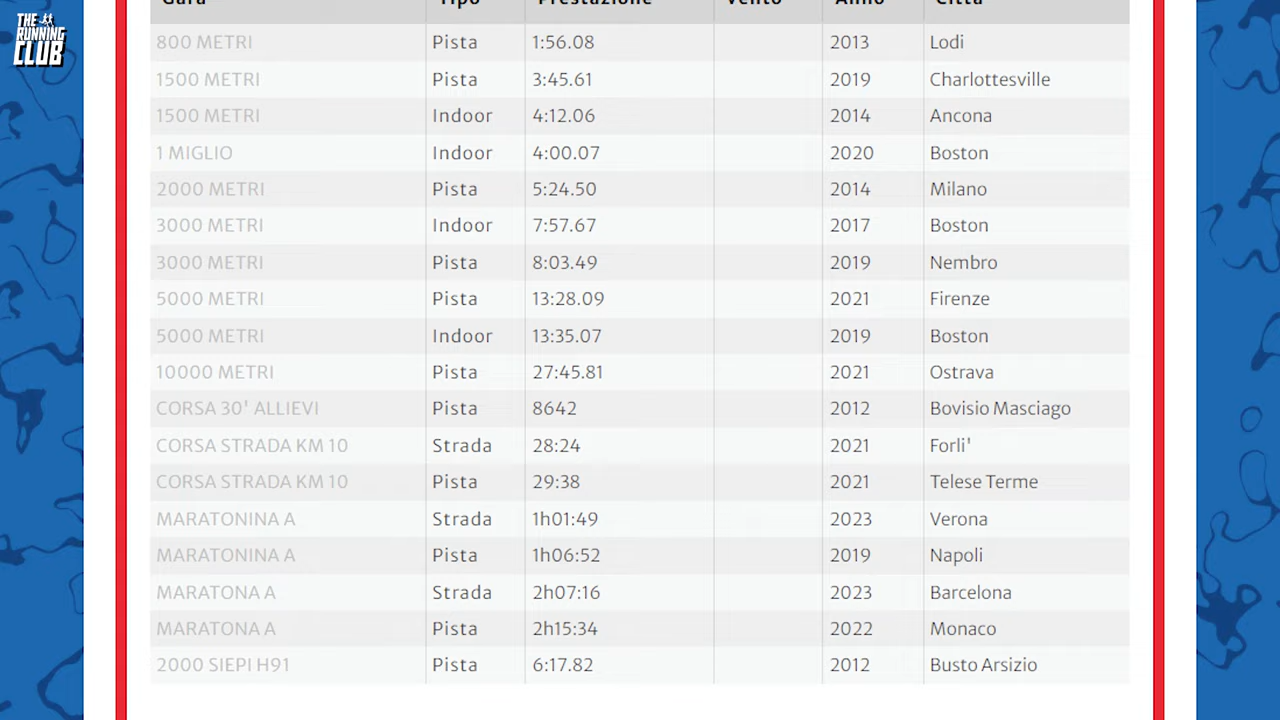 THE
RUNNING
CLUB
Gara Tipo Prestazione Vento Anno Città
800 METRI Pista 1:56.08 2013 Lodi
1500 METRI Pista 3:45.61 2019 Charlottesville
1500 METRI Indoor 4:12.06 2014 Ancona
1 MIGLIO Indoor 4:00.07 2020 Boston
2000 METRI Pista 5:24.50 2014 Milano
3000 METRI Indoor 7:57.67 2017 Boston
3000 METRI Pista 8:03.49 2019 Nembro
5000 METRI Pista 13:28.09 2021 Firenze
5000 METRI Indoor 13:35.07 2019 Boston
10000 METRI Pista 27:45.81 2021 Ostrava
CORSA 30' ALLIEVI Pista 8642 2012 Bovisio Masciago
CORSA STRADA KM 10 Strada 28:24 2021 Forli'
CORSA STRADA KM 10 Pista 29:38 2021 Telese Terme
MARATONINA A Strada 1h01:49 2023 Verona
MARATONINA A Pista 1h06:52 2019 Napoli
MARATONA A Strada 2h07:16 2023 Barcelona
MARATONA A Pista 2h15:34 2022 Monaco
2000 SIEPI H91 Pista 6:17.82 2012 Busto Arsizio